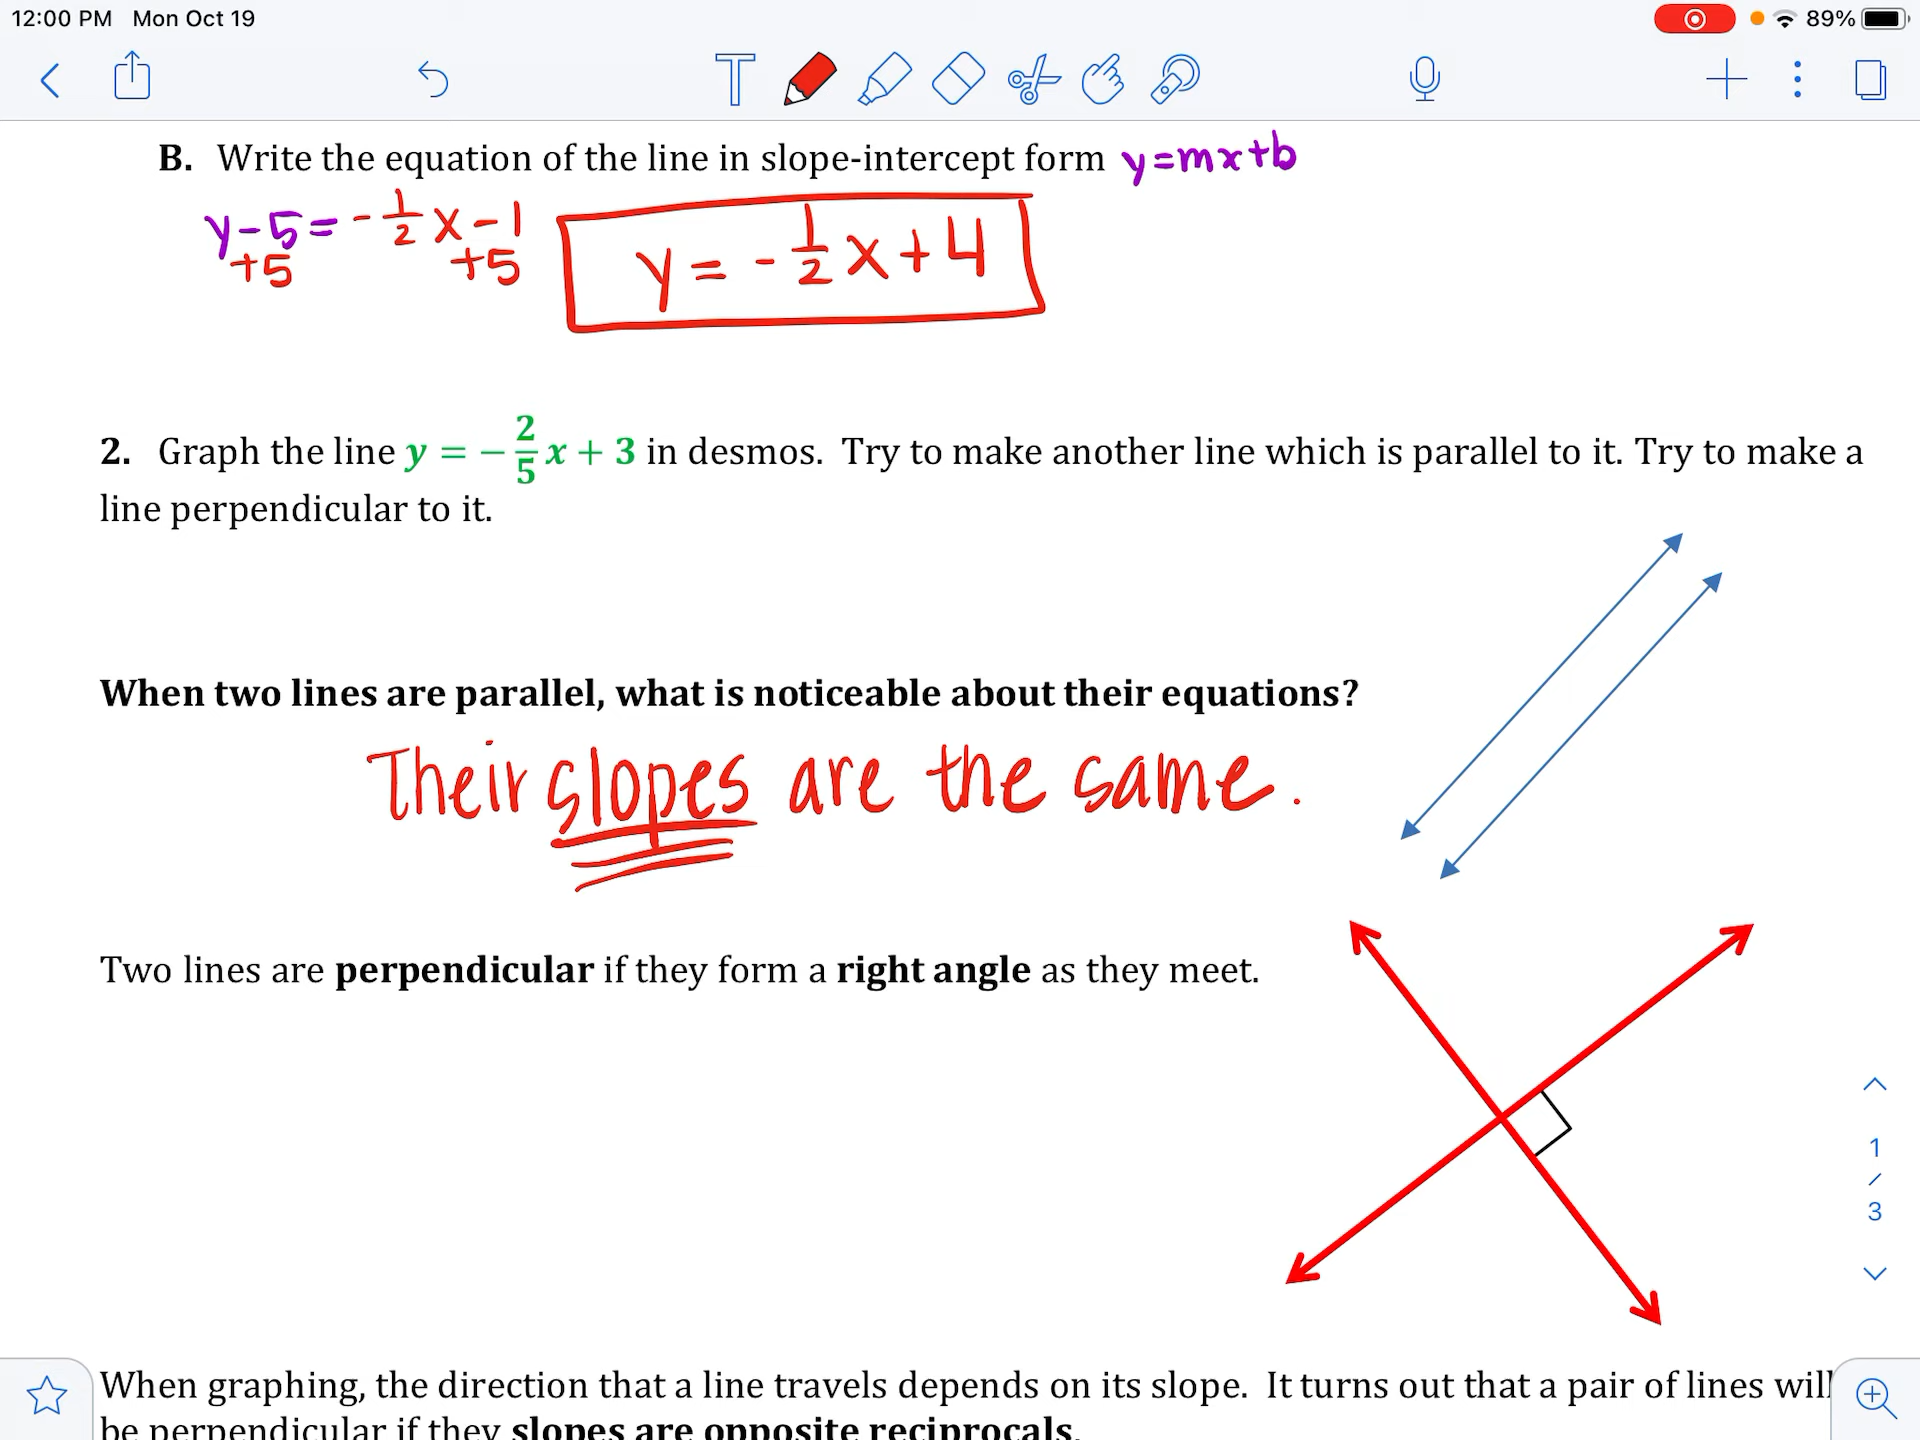 12:00 PM Mon Oct 19 89%
B. Write the equation of the line in slope-intercept form y=mx+b
y-5=-1/2x-1
+5 +5
y=-1/2x+4
2. Graph the line y = -2/5x + 3 in desmos. Try to make another line which is parallel to it. Try to make a
line perpendicular to it.
When two lines are parallel, what is noticeable about their equations?
Their slopes are the same.
Two lines are perpendicular if they form a right angle as they meet.
1
/
3
When graphing, the direction that a line travels depends on its slope. It turns out that a pair of lines will
be perpendicular if they slopes are opposite reciprocals.